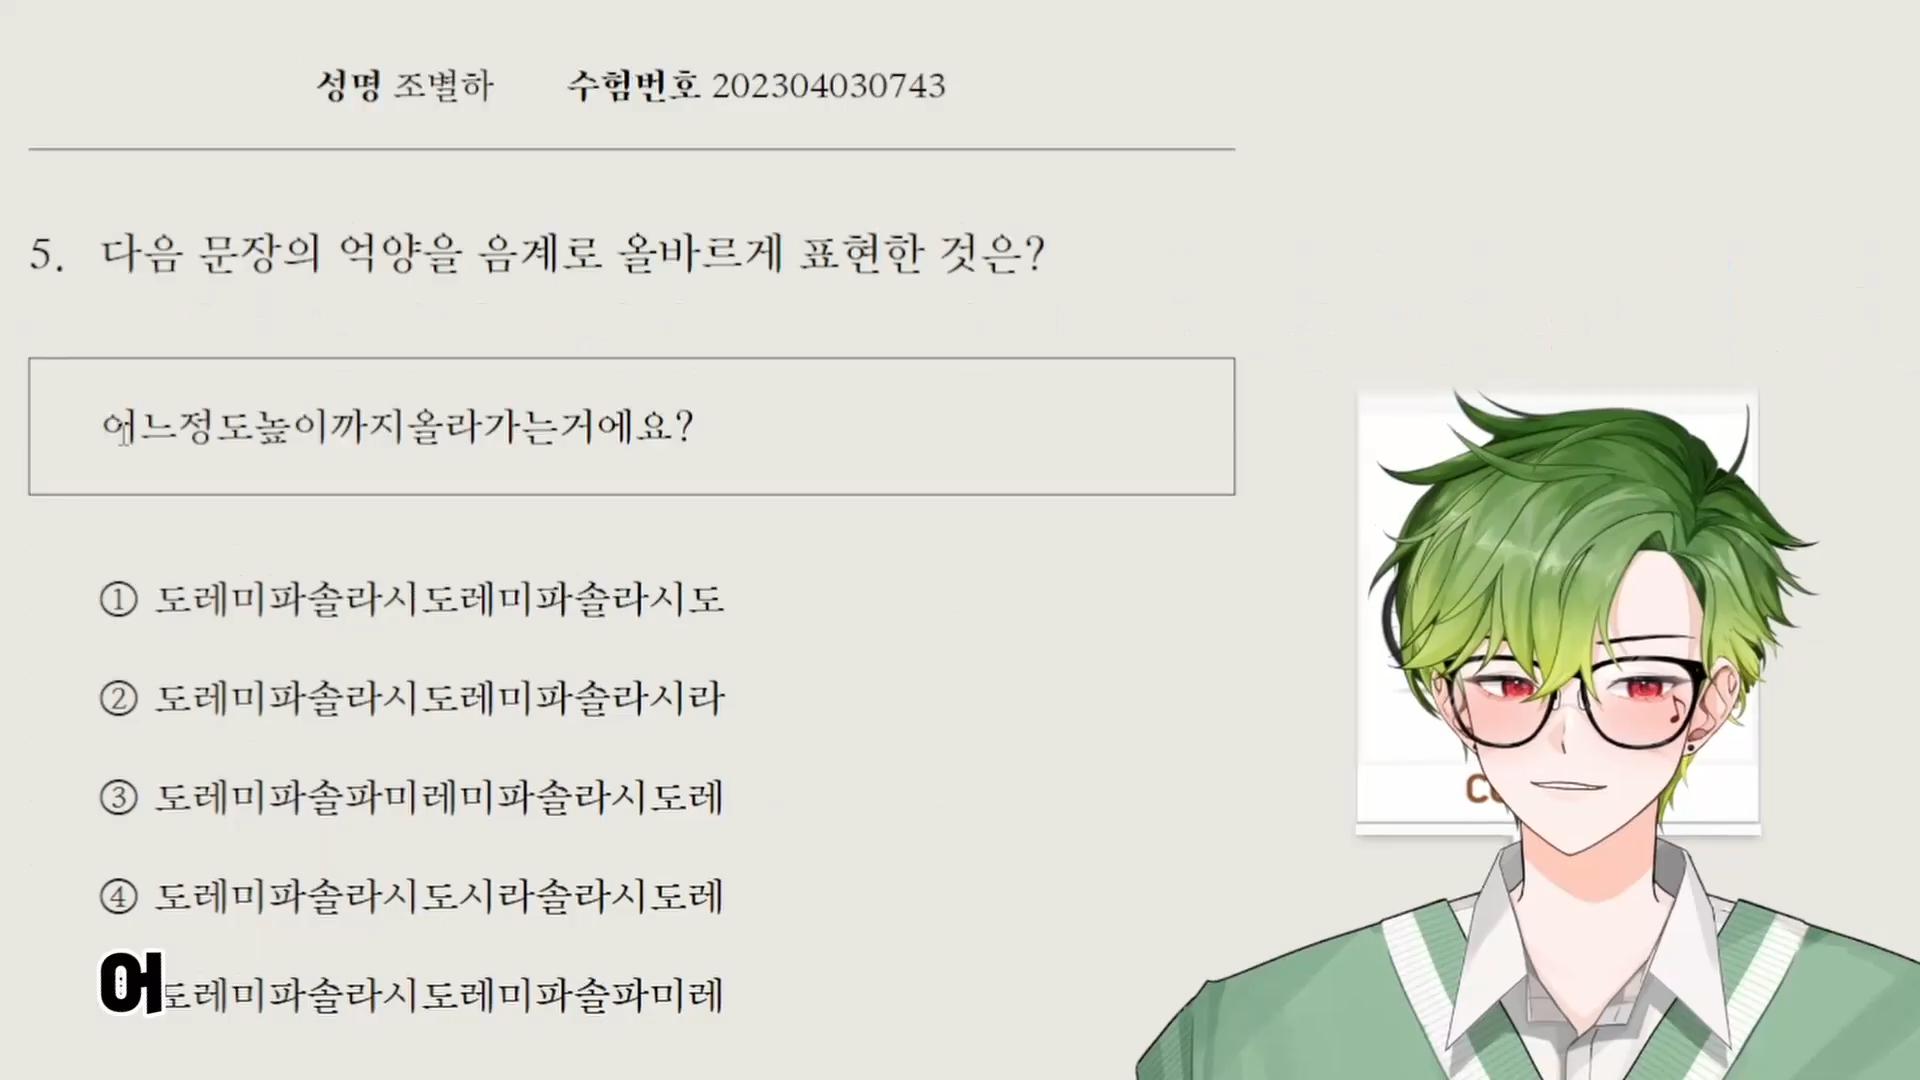 성명 조별하 수험번호 202304030743
5. 다음 문장의 억양을 음계로 올바르게 표현한 것은?
어느정도높이까지올라가는거에요?
① 도레미파솔라시도레미파솔라시도
② 도레미파솔라시도레미파솔라시라
③ 도레미파솔파미레미파솔라시도레
④ 도레미파솔라시도시라솔라시도레
어
도레미파솔라시도레미파솔파미레